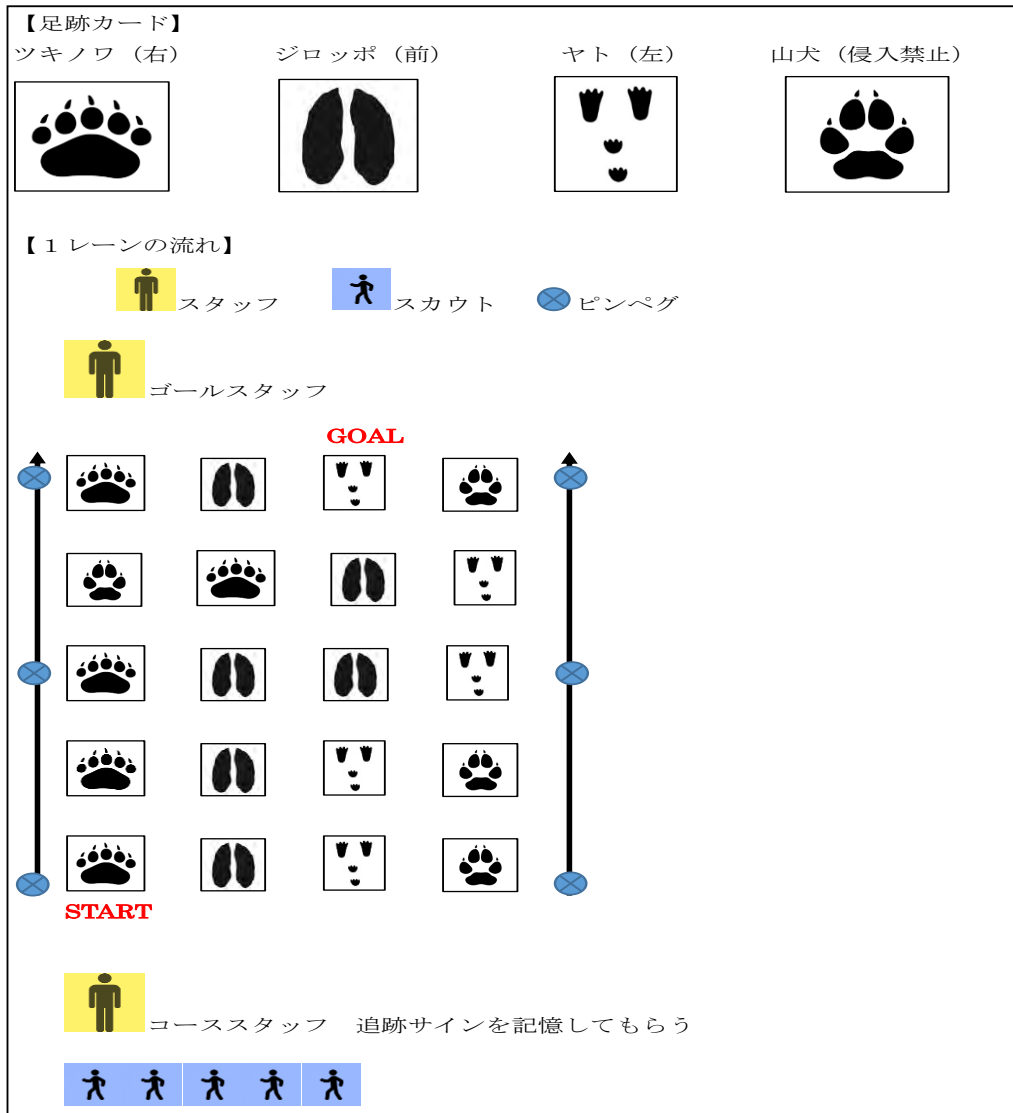 【足跡カード】
ツキノワ（右） ジロッポ（前） ヤト（左） 山犬（侵入禁止）
【１レーンの流れ】
スタッフ スカウト ピンペグ
ゴールスタッフ
GOAL
START
コーススタッフ　追跡サインを記憶してもらう